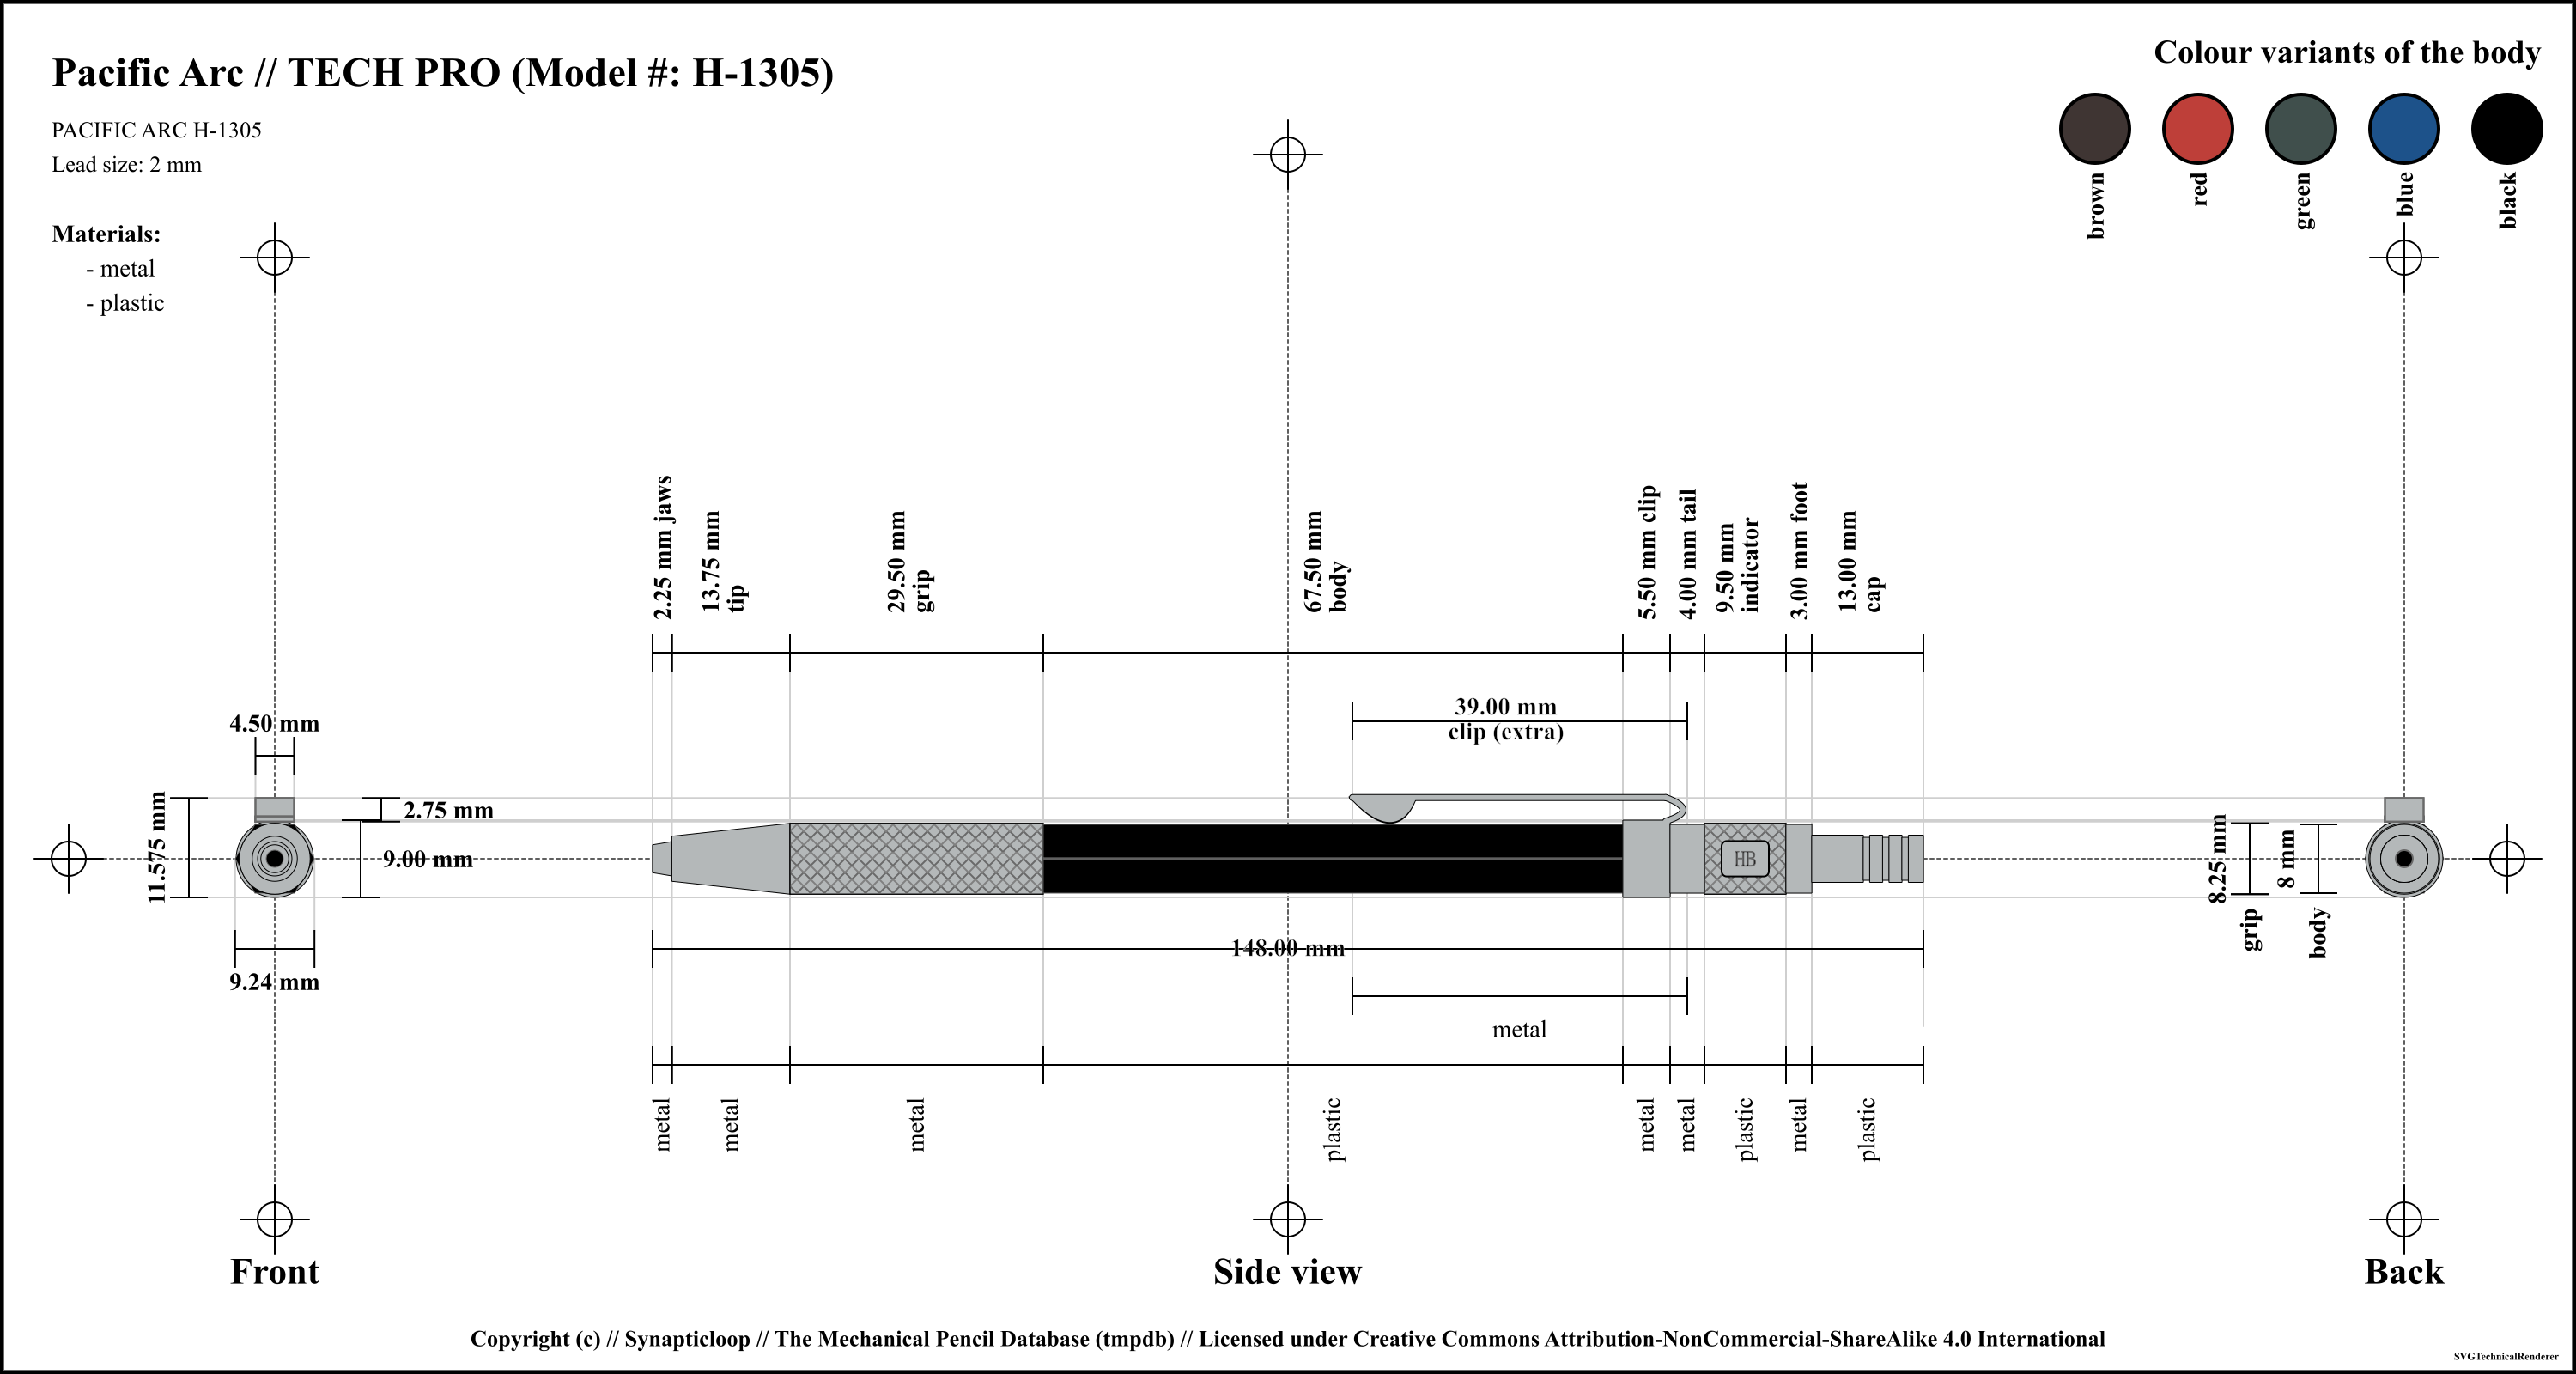 Pacific Arc // TECH PRO (Model #: H-1305)
PACIFIC ARC H-1305
Lead size: 2 mm
Materials:
- metal
- plastic
Colour variants of the body
brown
red
green
blue
black
2.25 mm jaws
13.75 mm
tip
29.50 mm
grip
67.50 mm
body
5.50 mm clip
4.00 mm tail
9.50 mm
indicator
3.00 mm foot
13.00 mm
cap
39.00 mm
clip (extra)
4.50 mm
11.575 mm
2.75 mm
9.00 mm
9.24 mm
HB
8.25 mm
grip
8 mm
body
148.00 mm
metal
metal
metal
metal
plastic
metal
metal
plastic
metal
plastic
Front
Side view
Back
Copyright (c) // Synapticloop // The Mechanical Pencil Database (tmpdb) // Licensed under Creative Commons Attribution-NonCommercial-ShareAlike 4.0 International
SVGTechnicalRenderer